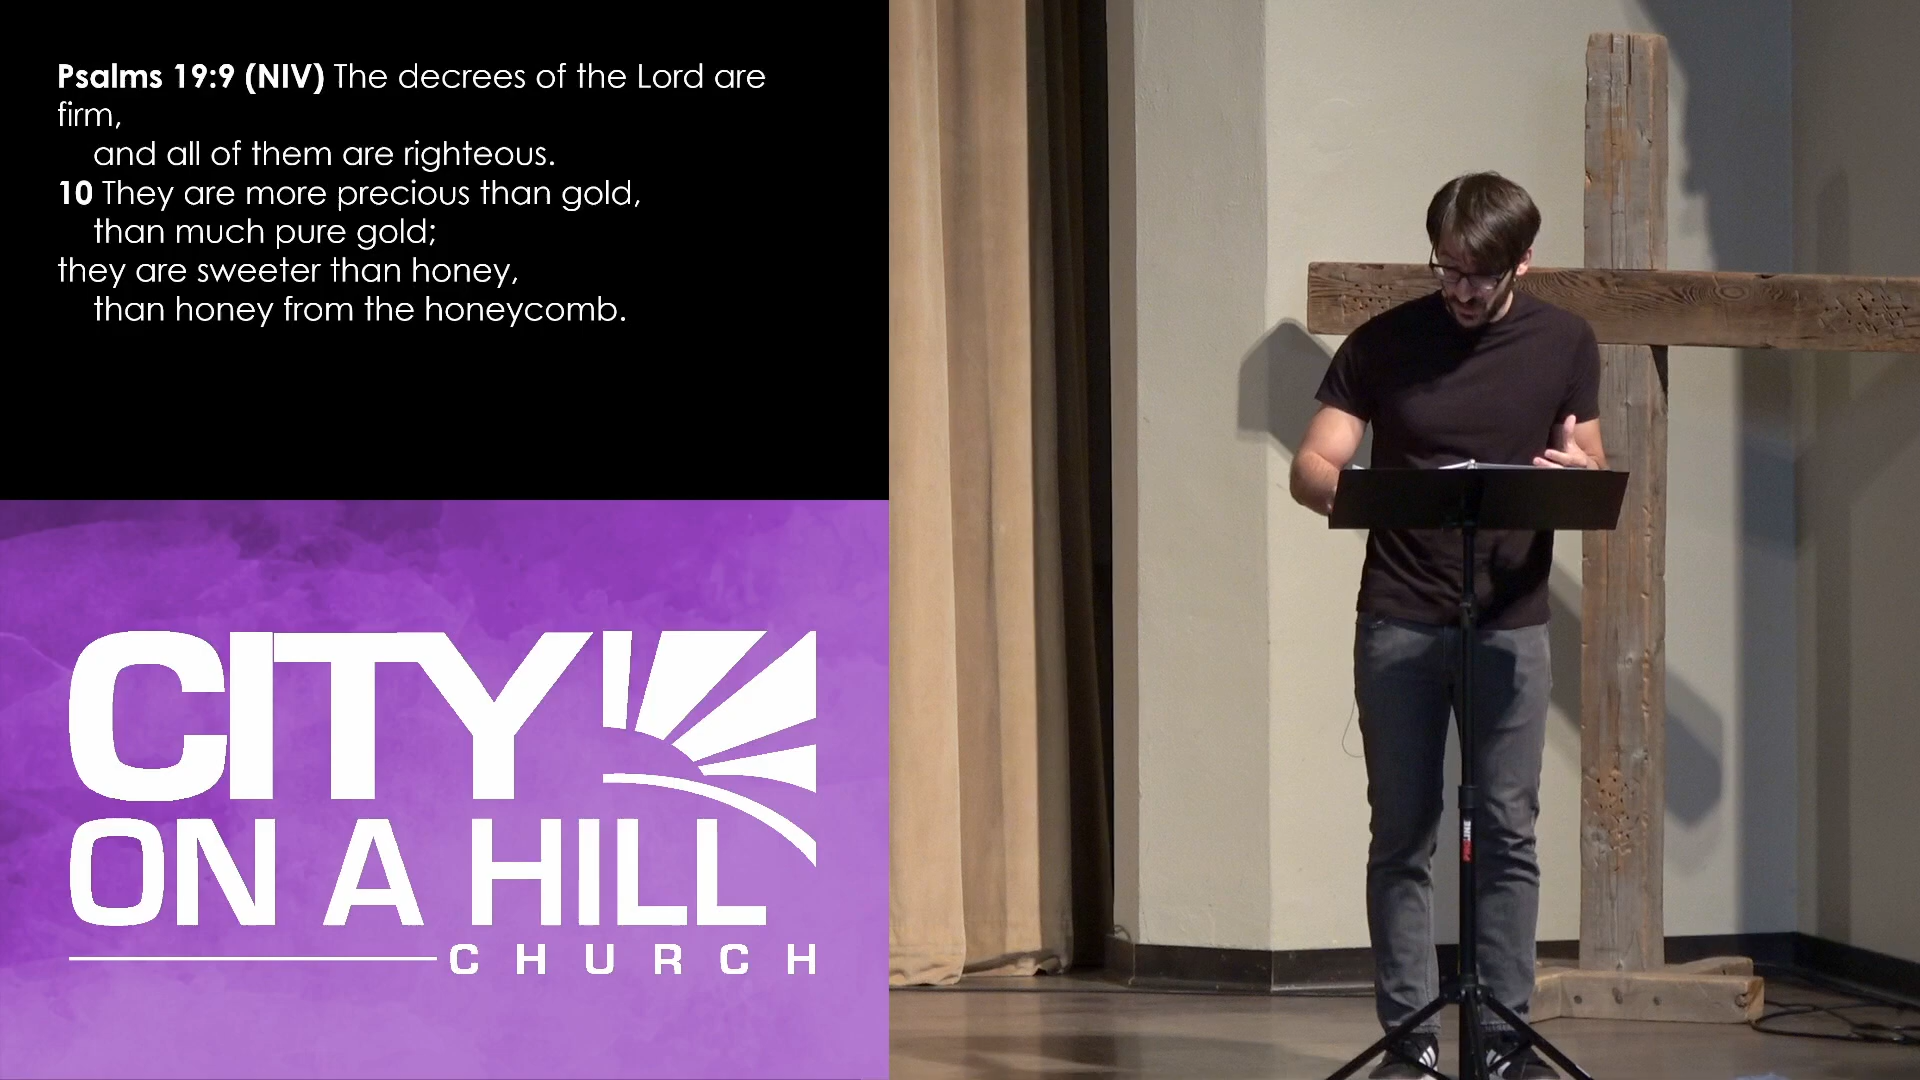 Psalms 19:9 (NIV) The decrees of the Lord are
firm,
and all of them are righteous.
10 They are more precious than gold,
than much pure gold;
they are sweeter than honey,
than honey from the honeycomb.
CITY
ON A HILL
CHURCH
PROLINE